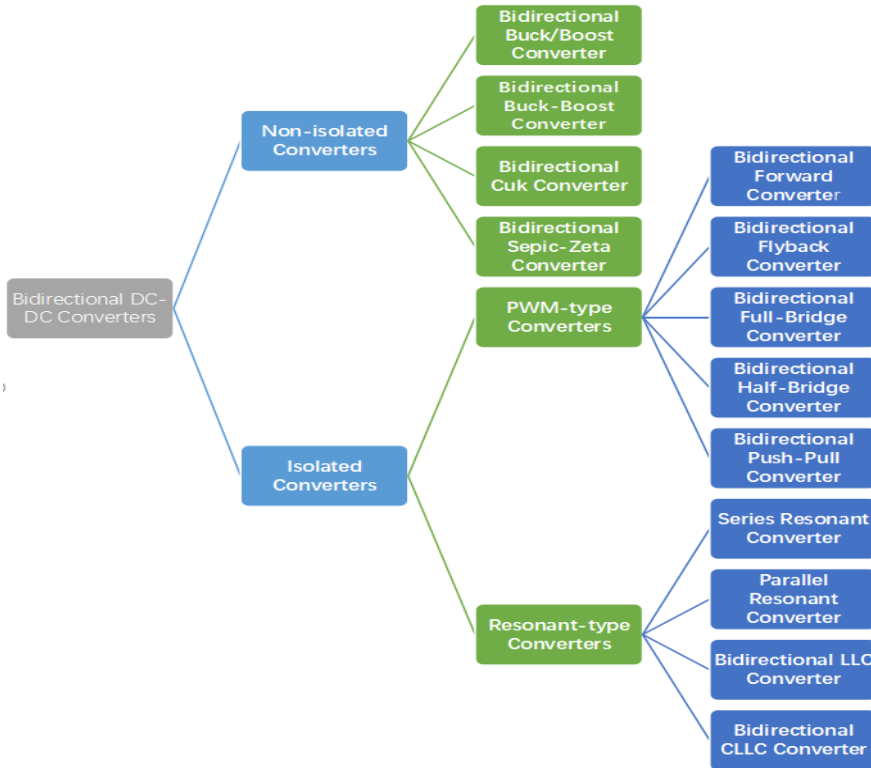 Bidirectional
Buck/Boost
Converter
Bidirectional
Buck-Boost
Converter
Non-isolated
Converters
Bidirectional
Cuk Converter
Bidirectional
Sepic-Zeta
Converter
Bidirectional
Forward
Converter
Bidirectional
Flyback
Converter
Bidirectional DC-
DC Converters
PWM-type
Converters
Bidirectional
Full-Bridge
Converter
Bidirectional
Half-Bridge
Converter
Bidirectional
Push-Pull
Converter
Isolated
Converters
Series Resonant
Converter
Parallel
Resonant
Converter
Resonant-type
Converters
Bidirectional LLC
Converter
Bidirectional
CLLC Converter